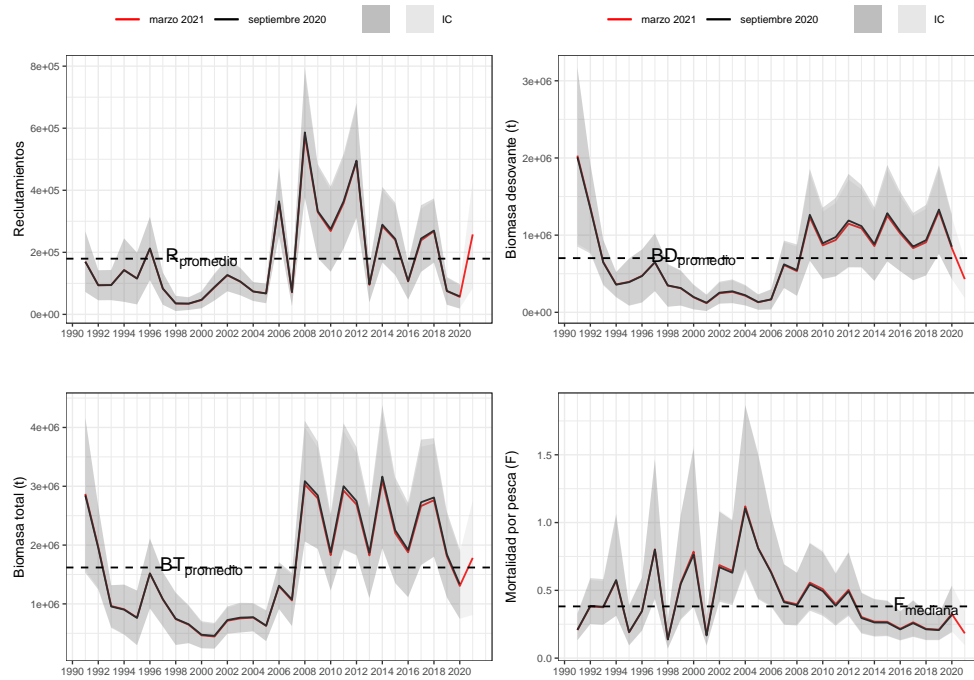 marzo 2021 septiembre 2020 IC
marzo 2021 septiembre 2020 IC
8e+05
6e+05
4e+05
2e+05
0e+00
Reclutamientos
R promedio
1990 1992 1994 1996 1998 2000 2002 2004 2006 2008 2010 2012 2014 2016 2018 2020
3e+06
2e+06
1e+06
0e+00
Biomasa desovante (t)
BD promedio
1990 1992 1994 1996 1998 2000 2002 2004 2006 2008 2010 2012 2014 2016 2018 2020
4e+06
3e+06
2e+06
1e+06
Biomasa total (t)
BT promedio
1990 1992 1994 1996 1998 2000 2002 2004 2006 2008 2010 2012 2014 2016 2018 2020
1.5
1.0
0.5
0.0
Mortalidad por pesca (F)
F mediana
1990 1992 1994 1996 1998 2000 2002 2004 2006 2008 2010 2012 2014 2016 2018 2020